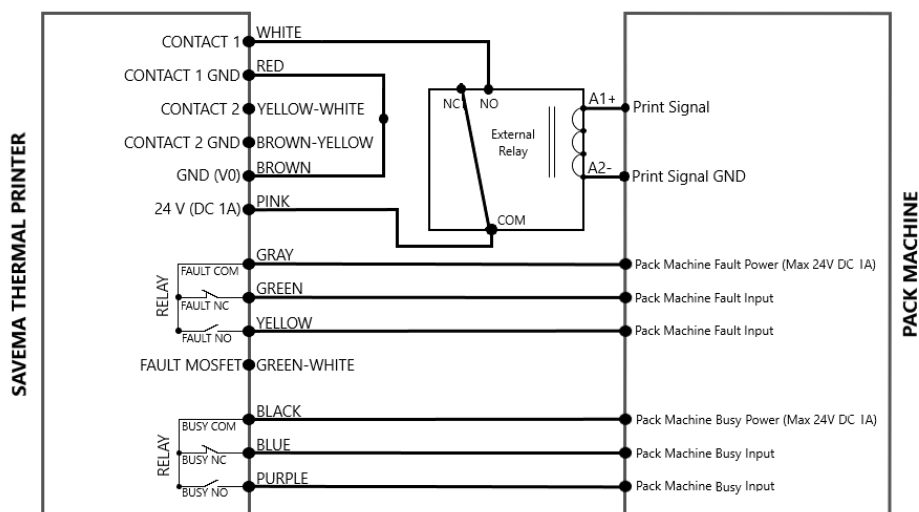 SAVEMA THERMAL PRINTER
CONTACT 1 WHITE
CONTACT 1 GND RED
CONTACT 2 YELLOW-WHITE
CONTACT 2 GND BROWN-YELLOW
GND (V0) BROWN
24 V (DC 1A) PINK
NC NO
External
Relay
COM
A1+ Print Signal
A2- Print Signal GND
RELAY
FAULT COM GRAY Pack Machine Fault Power (Max 24V DC 1A)
FAULT NC GREEN Pack Machine Fault Input
FAULT NO YELLOW Pack Machine Fault Input
FAULT MOSFET GREEN-WHITE
RELAY
BUSY COM BLACK Pack Machine Busy Power (Max 24V DC 1A)
BUSY NC BLUE Pack Machine Busy Input
BUSY NO PURPLE Pack Machine Busy Input
PACK MACHINE